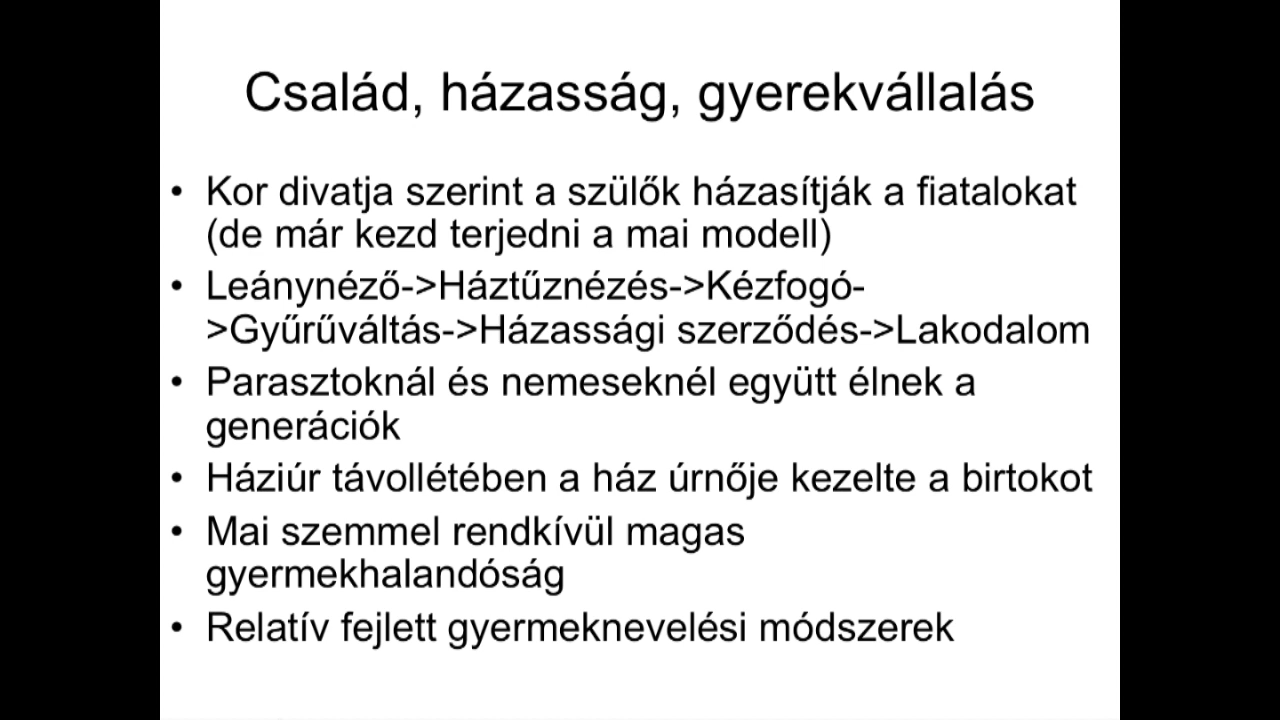 Család, házasság, gyerekvállalás
• Kor divatja szerint a szülők házasítják a fiatalokat
(de már kezd terjedni a mai modell)
• Leánynéző->Háztűznézés->Kézfogó-
>Gyűrűváltás->Házassági szerződés->Lakodalom
• Parasztoknál és nemeseknél együtt élnek a
generációk
• Háziúr távollétében a ház úrnője kezelte a birtokot
• Mai szemmel rendkívül magas
gyermekhalandóság
• Relatív fejlett gyermeknevelési módszerek